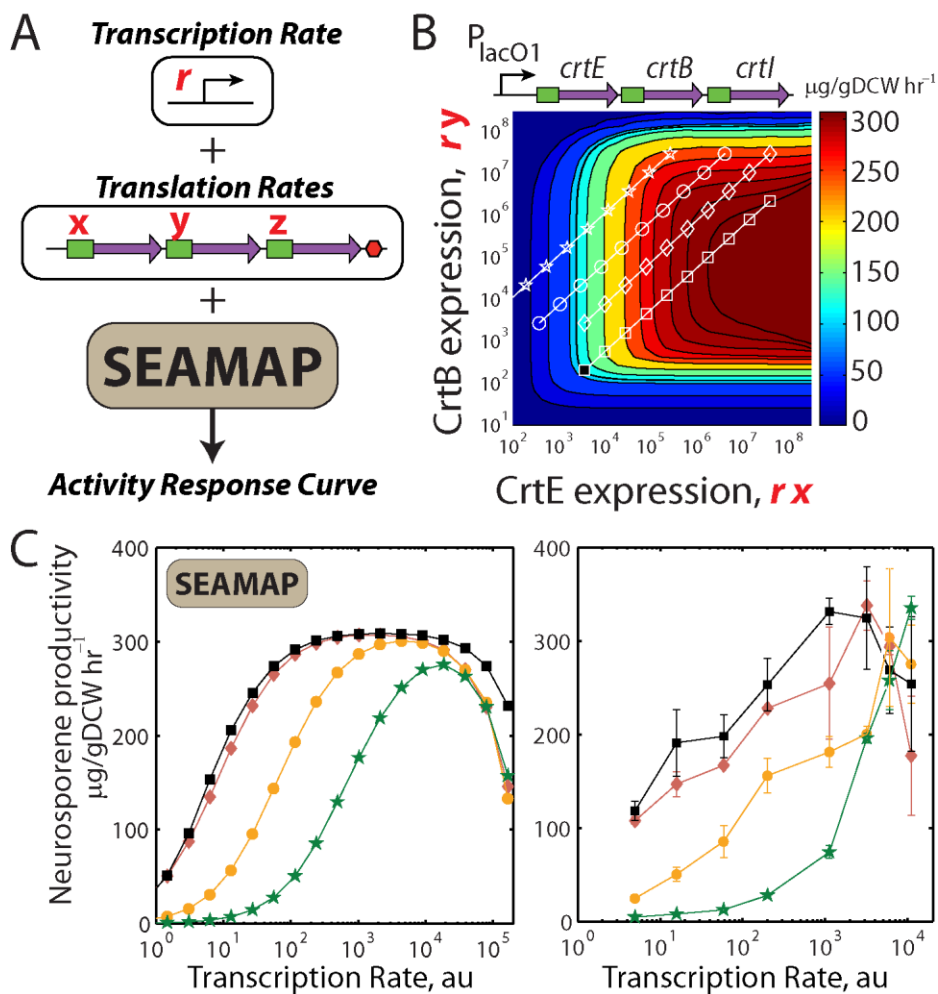 A
Transcription Rate
r
+
Translation Rates
x y z
+
SEAMAP
Activity Response Curve
B
PlacO1
crtE crtB crtI
µg/gDCW hr⁻¹
CrtB expression, r y
10⁸
10⁷
10⁶
10⁵
10⁴
10³
10²
10¹
10² 10³ 10⁴ 10⁵ 10⁶ 10⁷ 10⁸
CrtE expression, r x
300
250
200
150
100
50
0
C
Neurosporene productivity
µg/gDCW hr⁻¹
SEAMAP
400
300
200
100
0
10⁰ 10¹ 10² 10³ 10⁴ 10⁵
Transcription Rate, au
400
300
200
100
0
10⁰ 10¹ 10² 10³ 10⁴
Transcription Rate, au